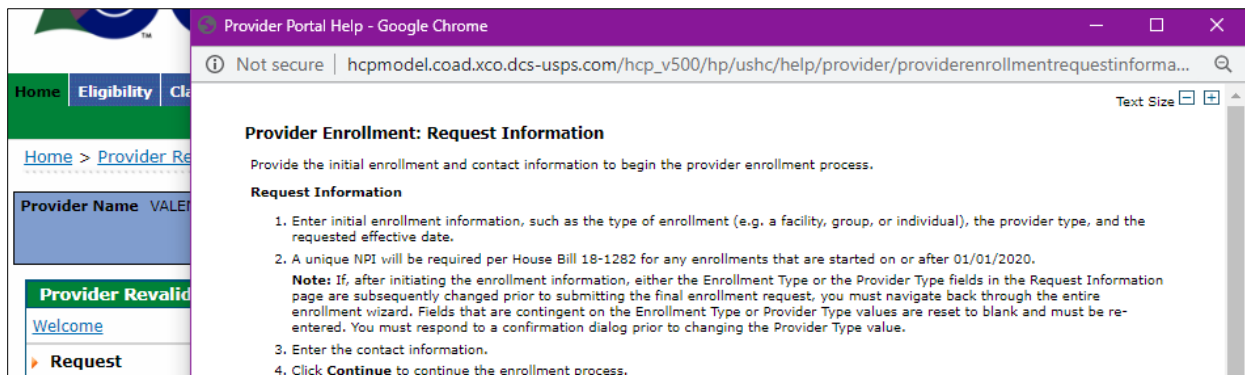 TM
Provider Portal Help - Google Chrome
Not secure | hcpmodel.coad.xco.dcs-usps.com/hcp_v500/hp/ushc/help/provider/providerenrollmentrequestinforma...
Home Eligibility Cla
Text Size
Provider Enrollment: Request Information
Home > Provider Re
Provide the initial enrollment and contact information to begin the provider enrollment process.
Request Information
Provider Name VALEN
1. Enter initial enrollment information, such as the type of enrollment (e.g. a facility, group, or individual), the provider type, and the
requested effective date.
2. A unique NPI will be required per House Bill 18-1282 for any enrollments that are started on or after 01/01/2020.
Note: If, after initiating the enrollment information, either the Enrollment Type or the Provider Type fields in the Request Information
page are subsequently changed prior to submitting the final enrollment request, you must navigate back through the entire
enrollment wizard. Fields that are contingent on the Enrollment Type or Provider Type values are reset to blank and must be re-
entered. You must respond to a confirmation dialog prior to changing the Provider Type value.
Provider Revalid
Welcome
Request
3. Enter the contact information.
4. Click Continue to continue the enrollment process.